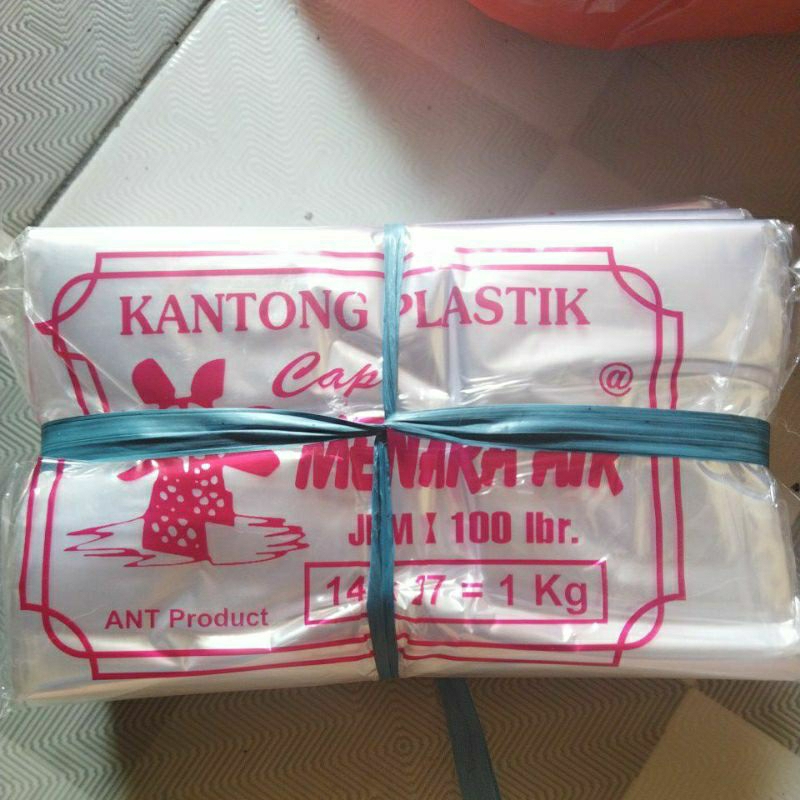 KANTONG PLASTIK
Cap @
MENARA AIR
X 100 lbr.
= 1 Kg
ANT Product